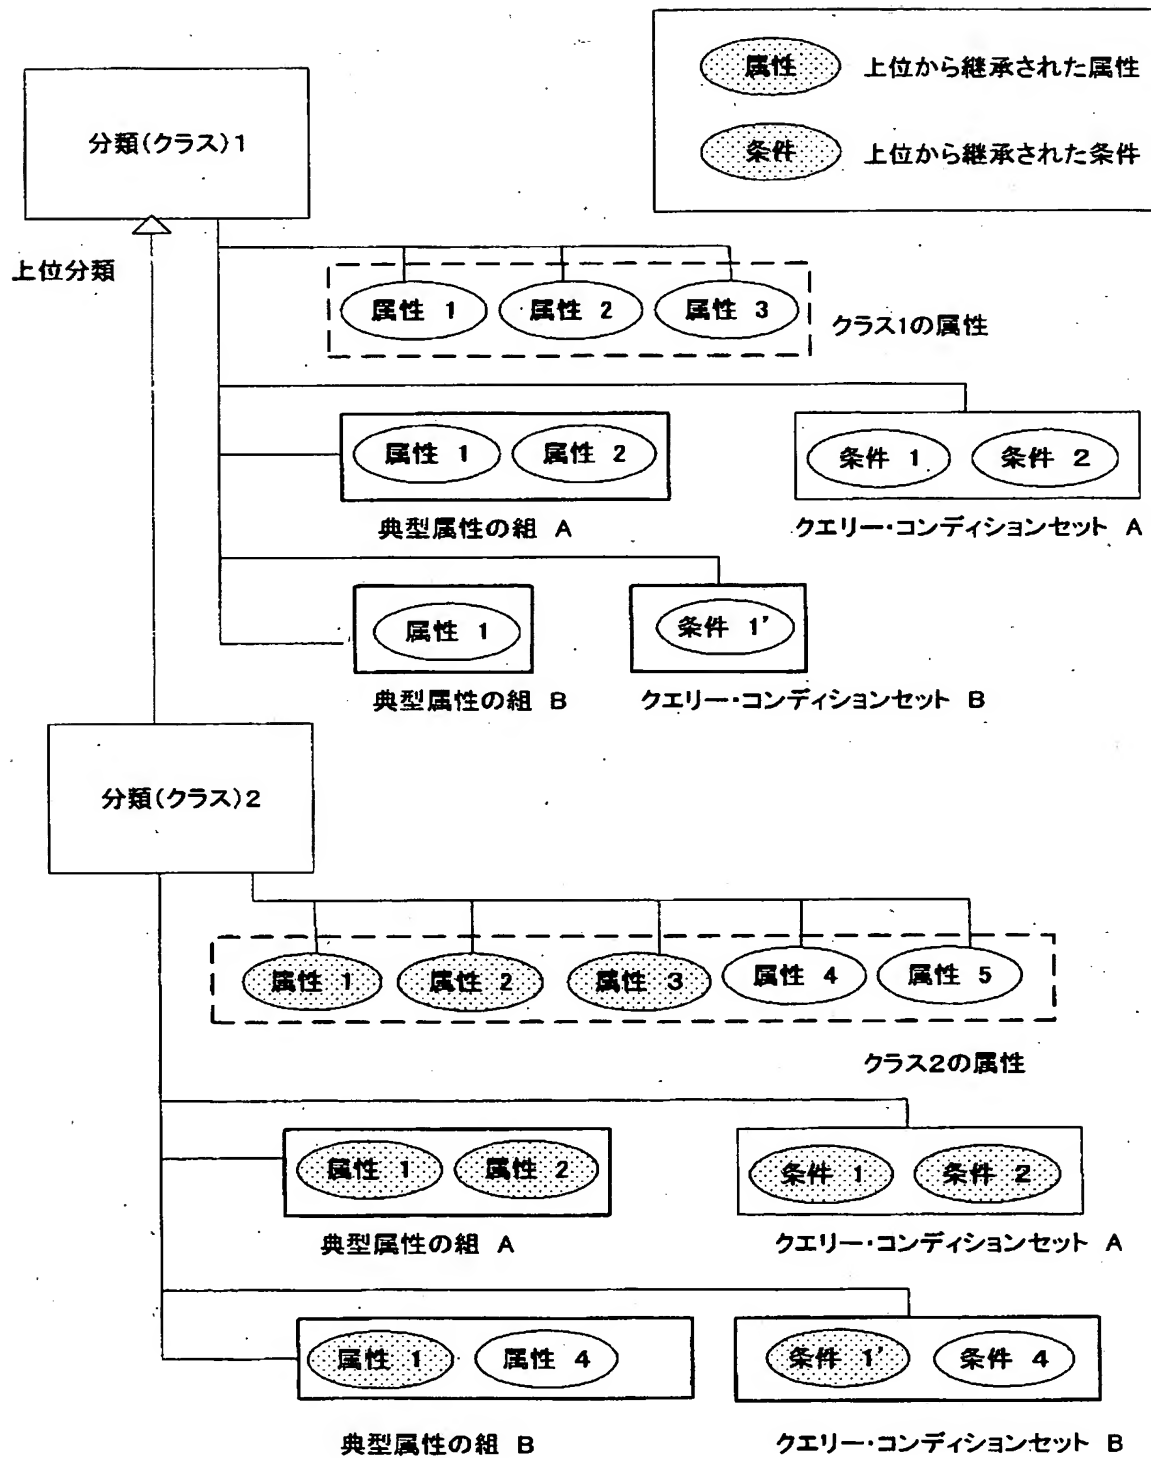 属性 上位から継承された属性
条件 上位から継承された条件
分類(クラス)1
上位分類
属性 1 属性 2 属性 3
クラス1の属性
属性 1 属性 2
条件 1 条件 2
典型属性の組 A
クエリー・コンディションセット A
属性 1
条件 1'
典型属性の組 B
クエリー・コンディションセット B
分類(クラス)2
属性 1 属性 2 属性 3 属性 4 属性 5
クラス2の属性
属性 1 属性 2
条件 1 条件 2
典型属性の組 A
クエリー・コンディションセット A
属性 1 属性 4
条件 1' 条件 4
典型属性の組 B
クエリー・コンディションセット B